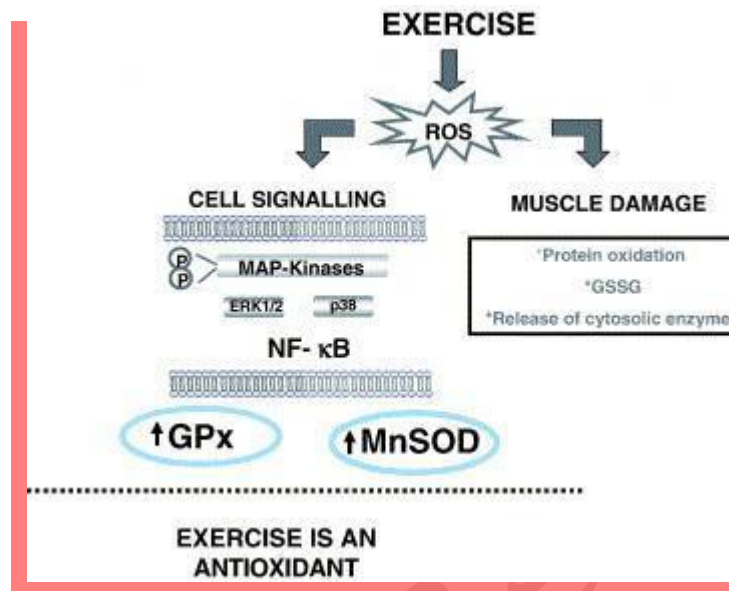 EXERCISE
ROS
CELL SIGNALLING
MUSCLE DAMAGE
P
P
MAP-Kinases
ERK1/2 p38
NF- κB
*Protein oxidation
*GSSG
*Release of cytosolic enzyme
↑GPx ↑MnSOD
EXERCISE IS AN
ANTIOXIDANT